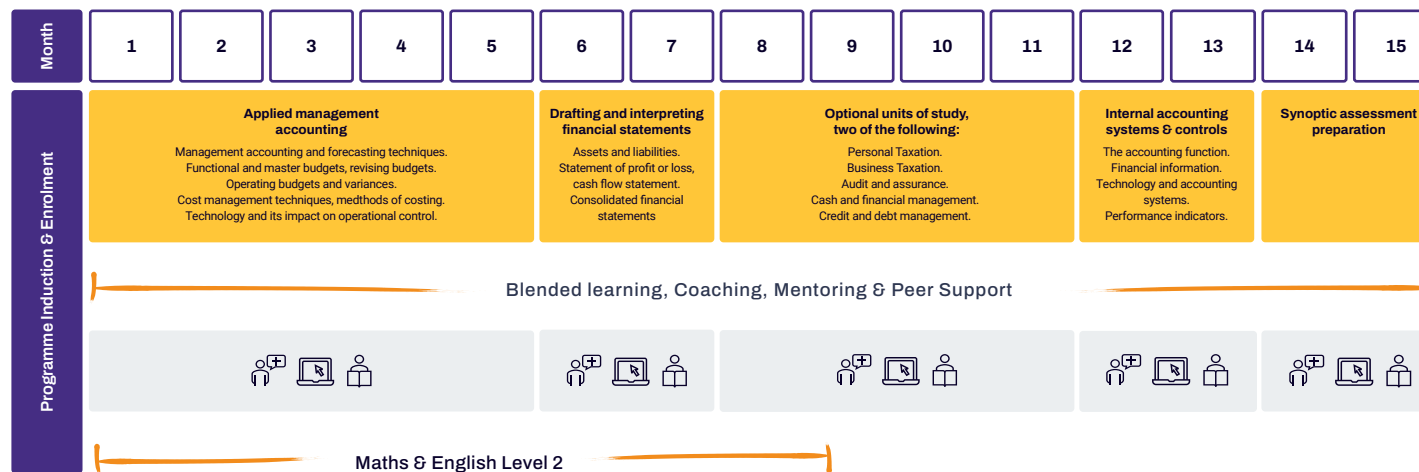 Month
1 2 3 4 5 6 7 8 9 10 11 12 13 14 15
Programme Induction & Enrolment
Applied management
accounting
Management accounting and forecasting techniques.
Functional and master budgets, revising budgets.
Operating budgets and variances.
Cost management techniques, medthods of costing.
Technology and its impact on operational control.
Drafting and interpreting
financial statements
Assets and liabilities.
Statement of profit or loss,
cash flow statement.
Consolidated financial
statements
Optional units of study,
two of the following:
Personal Taxation.
Business Taxation.
Audit and assurance.
Cash and financial management.
Credit and debt management.
Internal accounting
systems & controls
The accounting function.
Financial information.
Technology and accounting
systems.
Performance indicators.
Synoptic assessment
preparation
Blended learning, Coaching, Mentoring & Peer Support
Maths & English Level 2